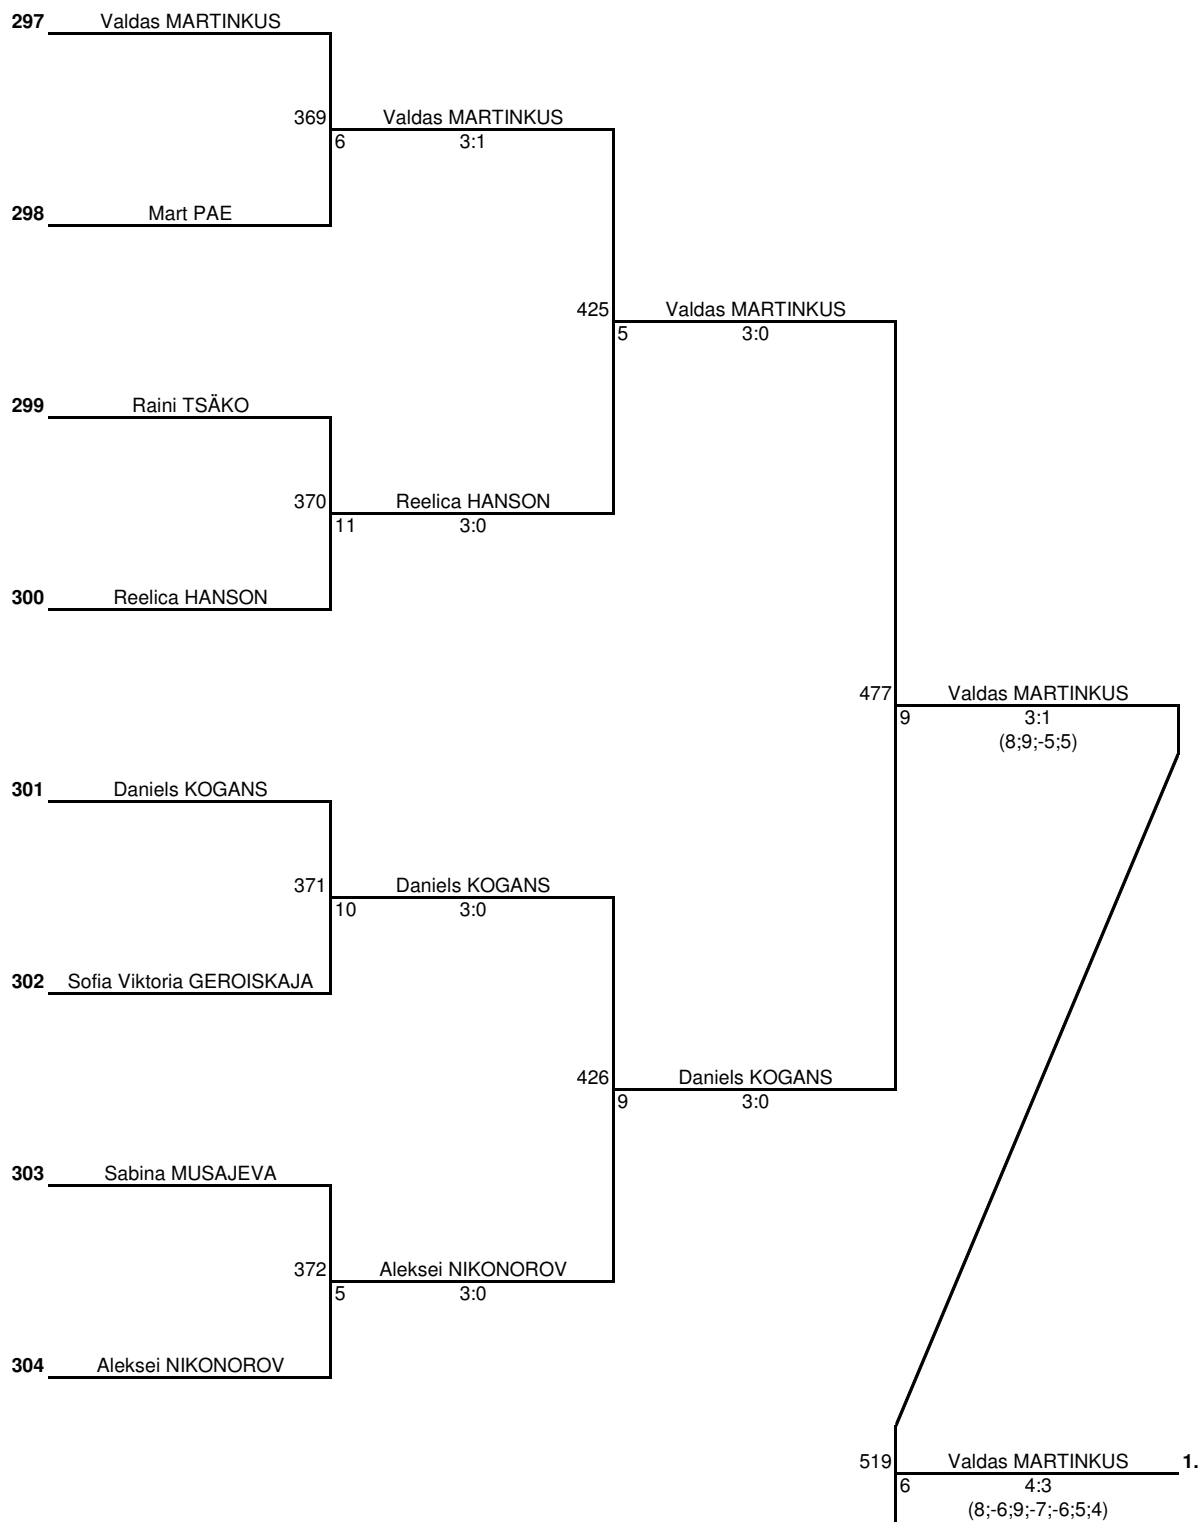 297 Valdas MARTINKUS
369 Valdas MARTINKUS
6 3:1
298 Mart PAE
425 Valdas MARTINKUS
5 3:0
299 Raini TSÄKO
370 Reelica HANSON
11 3:0
300 Reelica HANSON
477 Valdas MARTINKUS
9 3:1
(8;9;-5;5)
301 Daniels KOGANS
371 Daniels KOGANS
10 3:0
302 Sofia Viktoria GEROISKAJA
426 Daniels KOGANS
9 3:0
303 Sabina MUSAJEVA
372 Aleksei NIKONOROV
5 3:0
304 Aleksei NIKONOROV
519 Valdas MARTINKUS 1.
6 4:3
(8;-6;9;-7;-6;5;4)